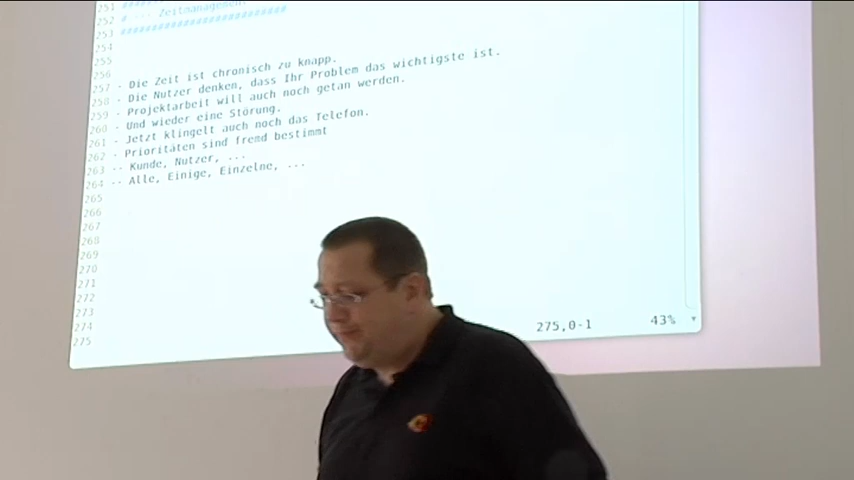 251
252 # --- Zeitmanagement
253 ####################
254
255
256
257 - Die Zeit ist chronisch zu knapp.
258 - Die Nutzer denken, dass Ihr Problem das wichtigste ist.
259 - Projektarbeit will auch noch getan werden.
260 - Und wieder eine Störung.
261 - Jetzt klingelt auch noch das Telefon.
262 - Prioritäten sind fremd bestimmt
263 -- Kunde, Nutzer, ...
264 -- Alle, Einige, Einzelne, ...
265
266
267
268
269
270
271
272
273
274
275
275,0-1 43%